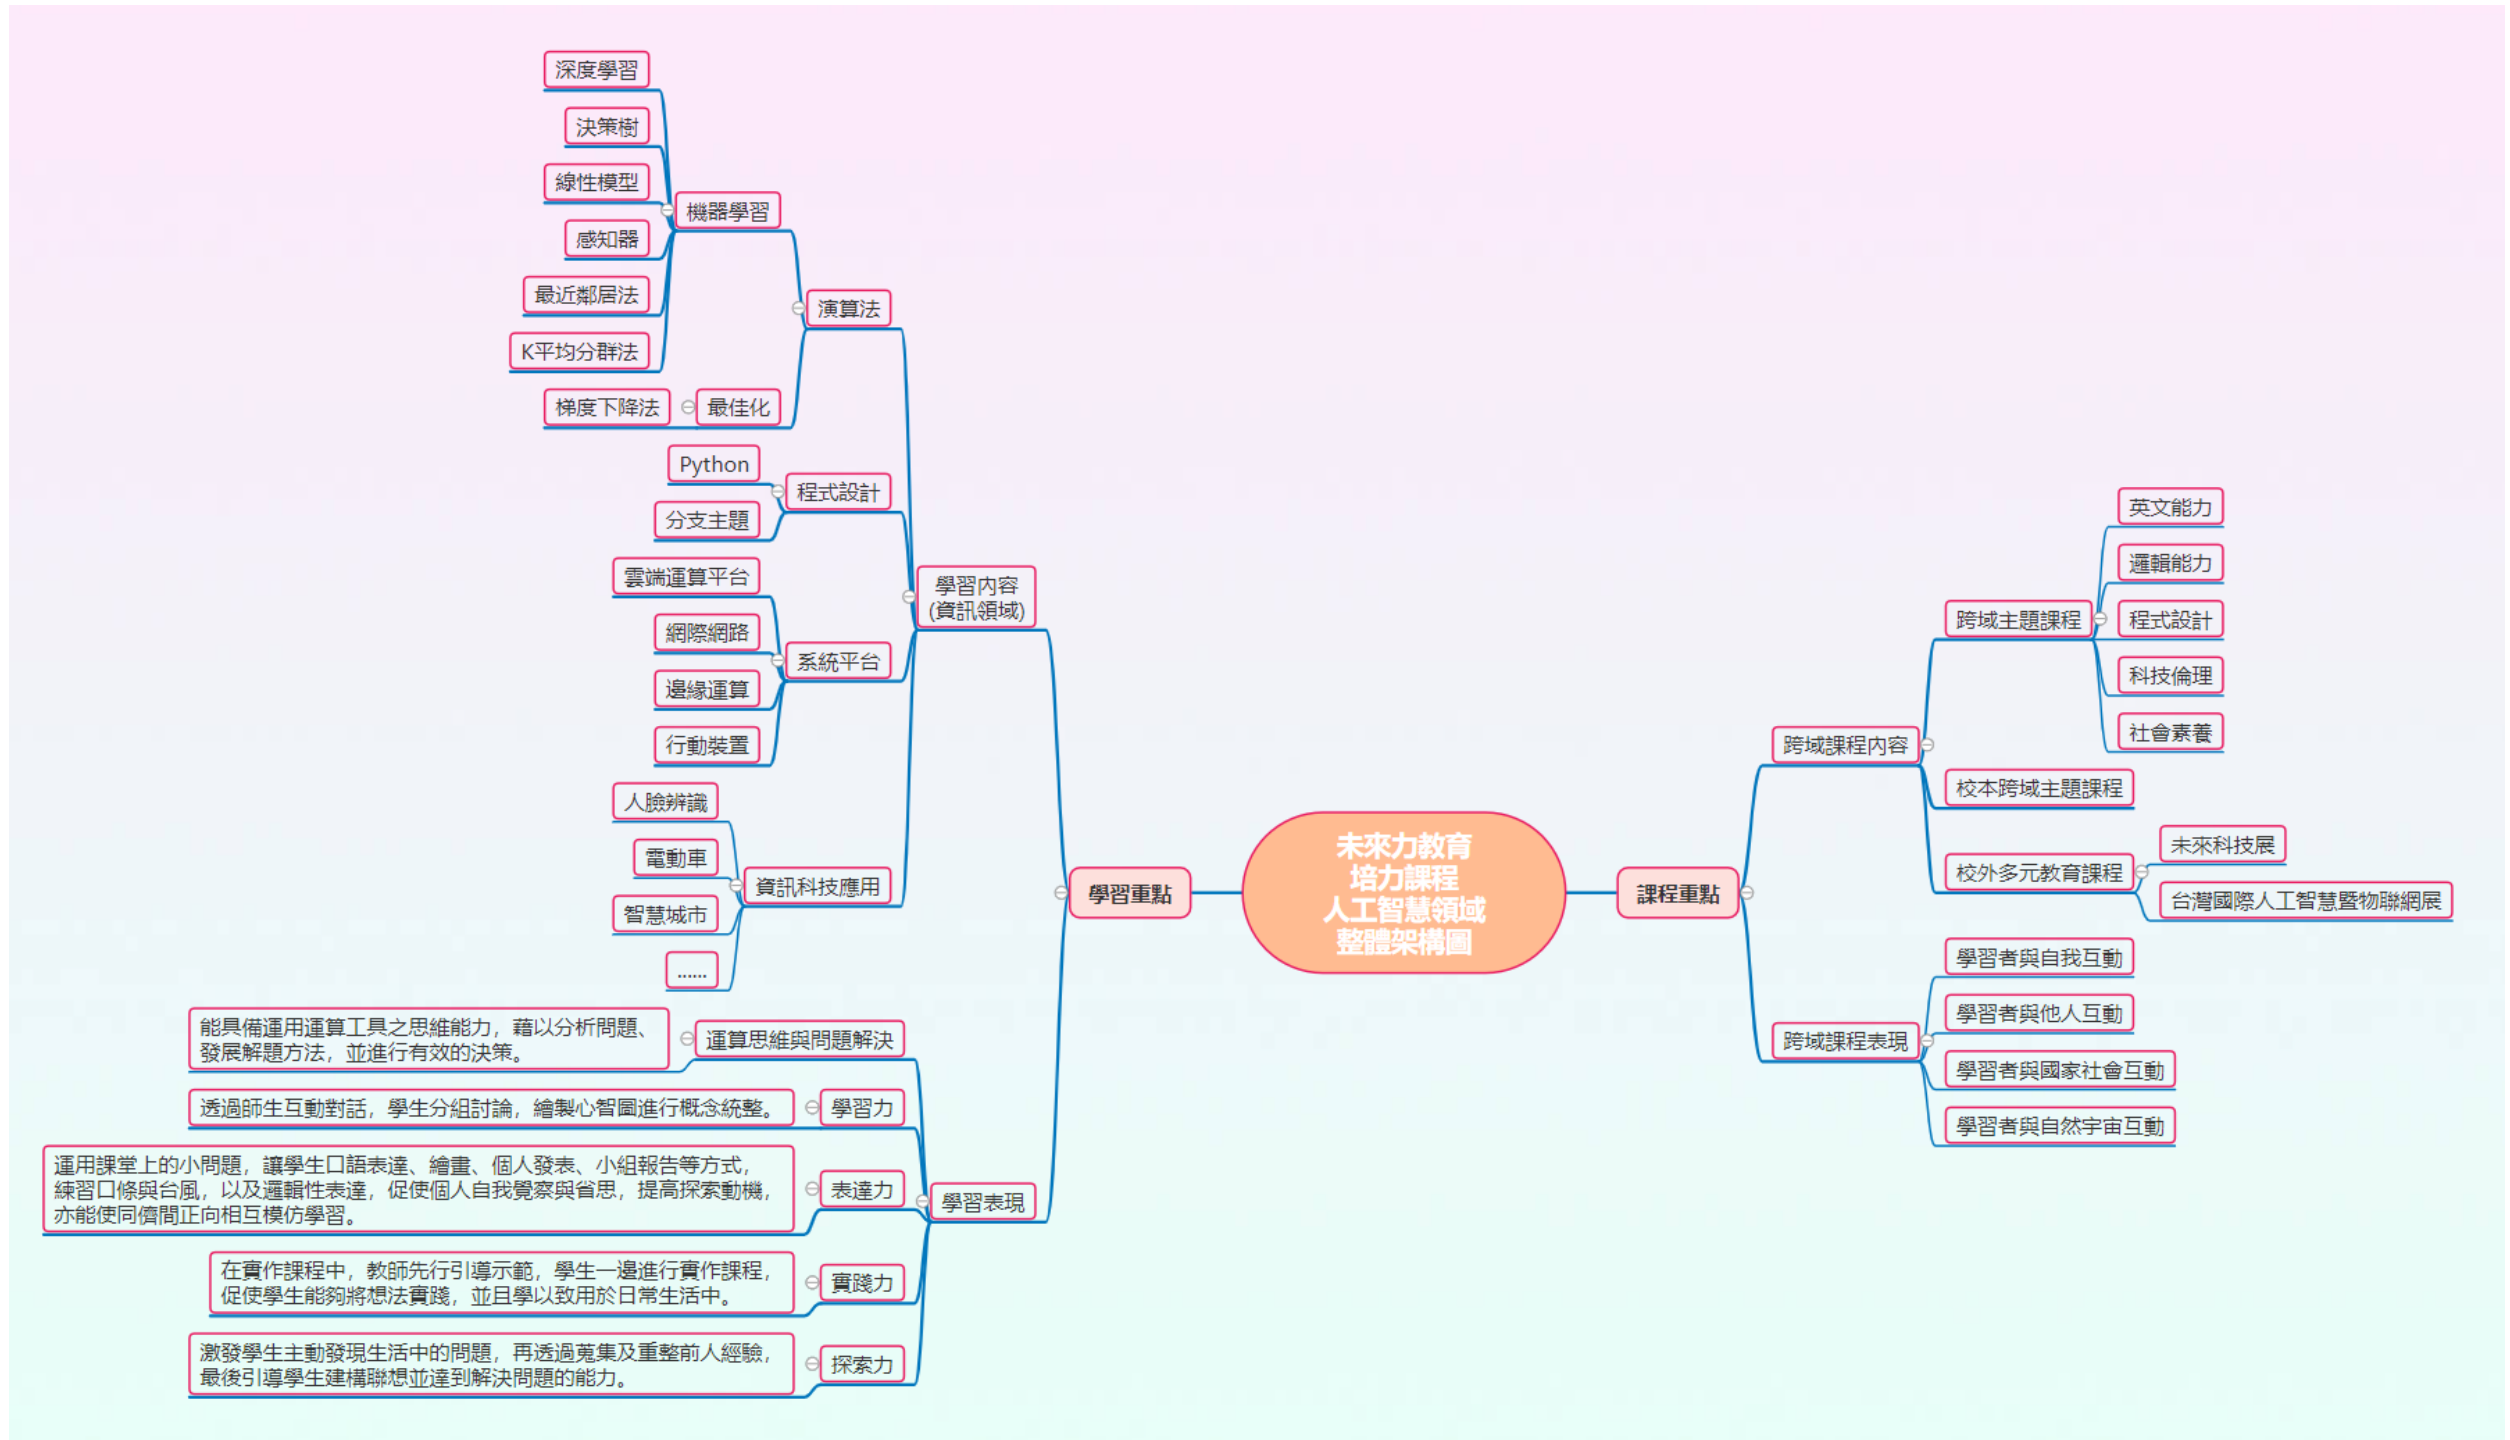 深度學習
決策樹
線性模型
感知器
最近鄰居法
K平均分群法
機器學習
梯度下降法
最佳化
演算法
Python
分支主題
程式設計
雲端運算平台
網際網路
邊緣運算
行動裝置
系統平台
人臉辨識
電動車
智慧城市
......
資訊科技應用
學習內容
(資訊領域)
能具備運用運算工具之思維能力，藉以分析問題、
發展解題方法，並進行有效的決策。
運算思維與問題解決
透過師生互動對話，學生分組討論，繪製心智圖進行概念統整。
學習力
運用課堂上的小問題，讓學生口語表達、繪畫、個人發表、小組報告等方式，
練習口條與台風，以及邏輯性表達，促使個人自我覺察與省思，提高探索動機，
亦能使同儕間正向相互模仿學習。
表達力
在實作課程中，教師先行引導示範，學生一邊進行實作課程，
促使學生能夠將想法實踐，並且學以致用於日常生活中。
實踐力
激發學生主動發現生活中的問題，再透過蒐集及重整前人經驗，
最後引導學生建構聯想並達到解決問題的能力。
探索力
學習表現
學習重點
未來力教育
培力課程
人工智慧領域
整體架構圖
課程重點
跨域課程內容
跨域主題課程
英文能力
邏輯能力
程式設計
科技倫理
社會素養
校本跨域主題課程
校外多元教育課程
未來科技展
台灣國際人工智慧暨物聯網展
跨域課程表現
學習者與自我互動
學習者與他人互動
學習者與國家社會互動
學習者與自然宇宙互動